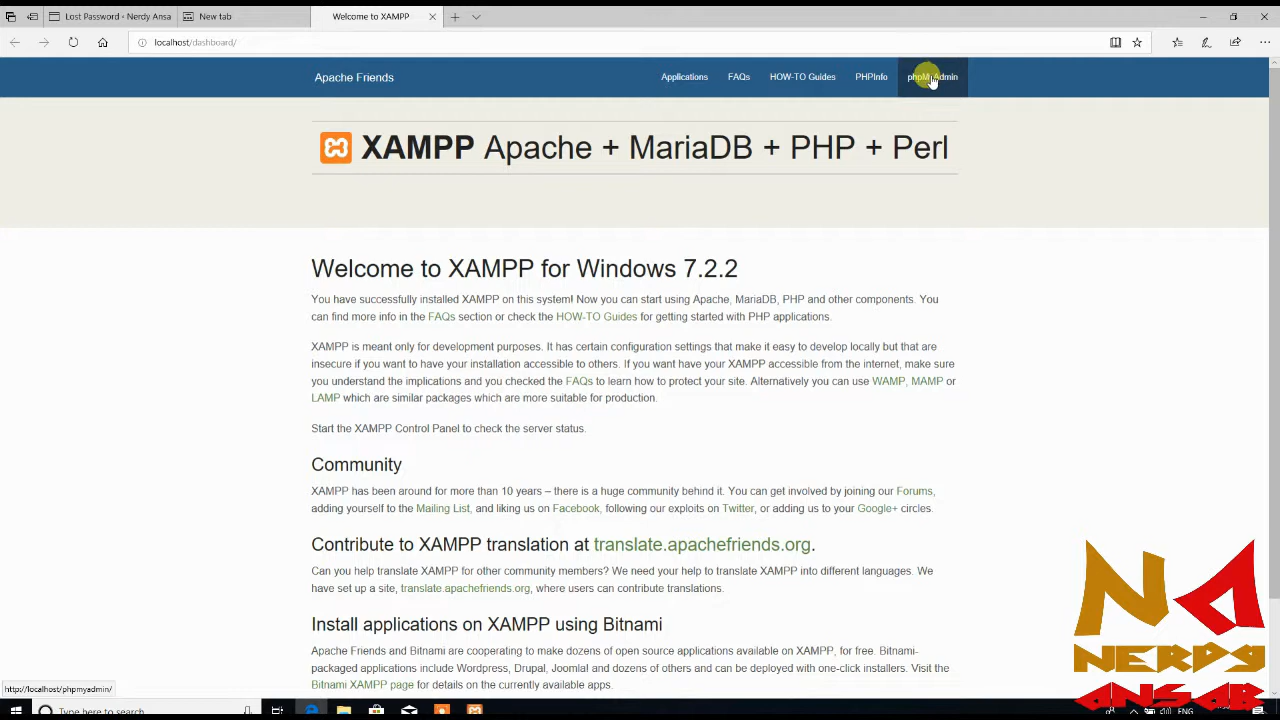 Lost Password - Nerdy Ansa
New tab
Welcome to XAMPP
localhost/dashboard/
Apache Friends
Applications
FAQs
HOW-TO Guides
PHPInfo
phpMyAdmin
XAMPP Apache + MariaDB + PHP + Perl
Welcome to XAMPP for Windows 7.2.2
You have successfully installed XAMPP on this system! Now you can start using Apache, MariaDB, PHP and other components. You
can find more info in the FAQs section or check the HOW-TO Guides for getting started with PHP applications.
XAMPP is meant only for development purposes. It has certain configuration settings that make it easy to develop locally but that are
insecure if you want to have your installation accessible to others. If you want have your XAMPP accessible from the internet, make sure
you understand the implications and you checked the FAQs to learn how to protect your site. Alternatively you can use WAMP, MAMP or
LAMP which are similar packages which are more suitable for production.
Start the XAMPP Control Panel to check the server status.
Community
XAMPP has been around for more than 10 years – there is a huge community behind it. You can get involved by joining our Forums,
adding yourself to the Mailing List, and liking us on Facebook, following our exploits on Twitter, or adding us to your Google+ circles.
Contribute to XAMPP translation at translate.apachefriends.org.
Can you help translate XAMPP for other community members? We need your help to translate XAMPP into different languages. We
have set up a site, translate.apachefriends.org, where users can contribute translations.
Install applications on XAMPP using Bitnami
Apache Friends and Bitnami are cooperating to make dozens of open source applications available on XAMPP, for free. Bitnami-
packaged applications include Wordpress, Drupal, Joomla! and dozens of others and can be deployed with one-click installers. Visit the
Bitnami XAMPP page for details on the currently available apps.
http://localhost/phpmyadmin/
Type here to search
ENG
NA
NERDY
ANSAB